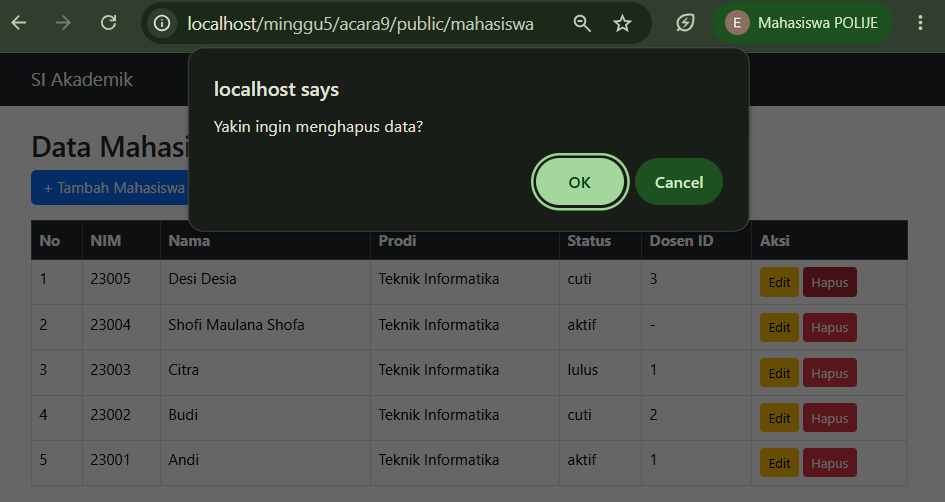 localhost/minggu5/acara9/public/mahasiswa
E Mahasiswa POLIJE
SI Akademik
localhost says
Yakin ingin menghapus data?
OK Cancel
Data Mahasi
+ Tambah Mahasiswa
No NIM Nama Prodi Status Dosen ID Aksi
1 23005 Desi Desia Teknik Informatika cuti 3 Edit Hapus
2 23004 Shofi Maulana Shofa Teknik Informatika aktif - Edit Hapus
3 23003 Citra Teknik Informatika lulus 1 Edit Hapus
4 23002 Budi Teknik Informatika cuti 2 Edit Hapus
5 23001 Andi Teknik Informatika aktif 1 Edit Hapus